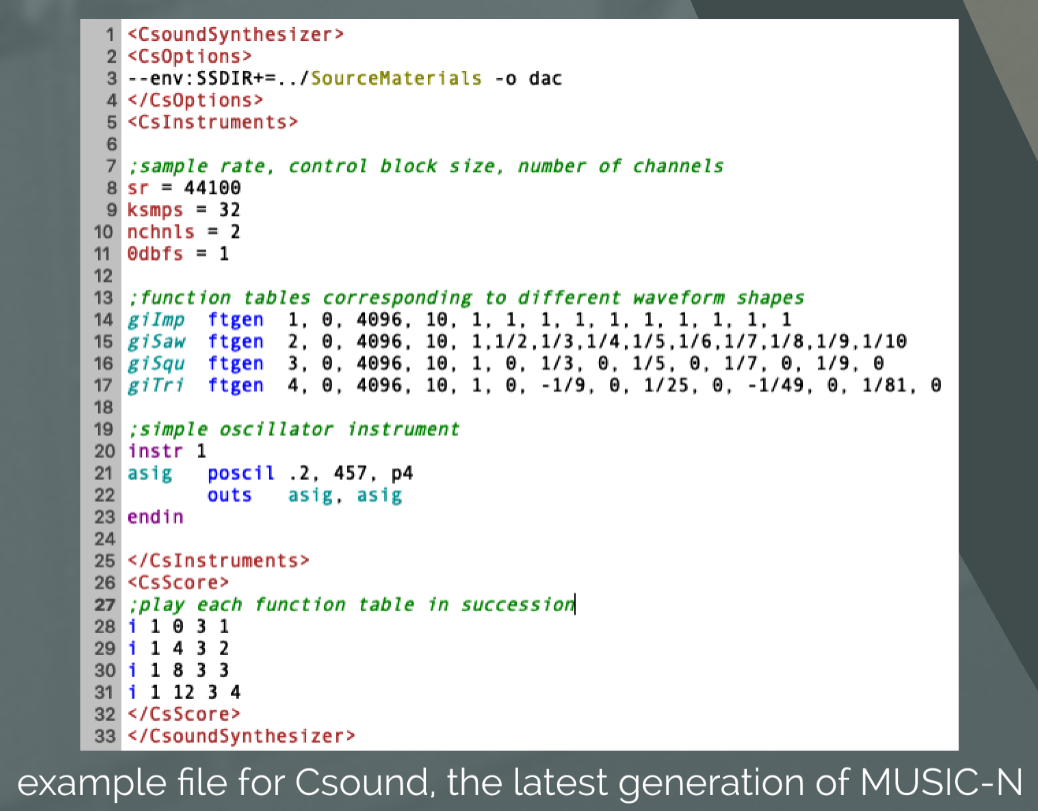 1 <CsoundSynthesizer>
2 <CsOptions>
3 --env:SSDIR+=../SourceMaterials -o dac
4 </CsOptions>
5 <CsInstruments>
6
7 ;sample rate, control block size, number of channels
8 sr = 44100
9 ksmps = 32
10 nchnls = 2
11 0dbfs = 1
12
13 ;function tables corresponding to different waveform shapes
14 giImp  ftgen  1, 0, 4096, 10, 1, 1, 1, 1, 1, 1, 1, 1, 1, 1
15 giSaw  ftgen  2, 0, 4096, 10, 1,1/2,1/3,1/4,1/5,1/6,1/7,1/8,1/9,1/10
16 giSqu  ftgen  3, 0, 4096, 10, 1, 0, 1/3, 0, 1/5, 0, 1/7, 0, 1/9, 0
17 giTri  ftgen  4, 0, 4096, 10, 1, 0, -1/9, 0, 1/25, 0, -1/49, 0, 1/81, 0
18
19 ;simple oscillator instrument
20 instr 1
21 asig   poscil .2, 457, p4
22        outs   asig, asig
23 endin
24
25 </CsInstruments>
26 <CsScore>
27 ;play each function table in succession
28 i 1 0 3 1
29 i 1 4 3 2
30 i 1 8 3 3
31 i 1 12 3 4
32 </CsScore>
33 </CsoundSynthesizer>
example file for Csound, the latest generation of MUSIC-N